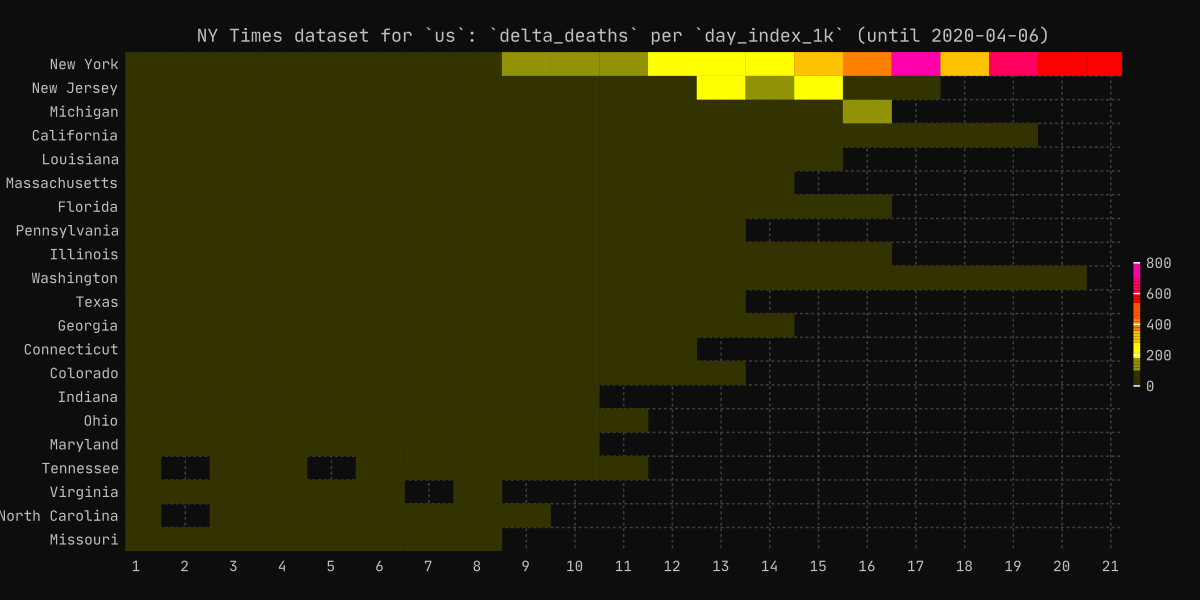 NY Times dataset for `us`: `delta_deaths` per `day_index_1k` (until 2020-04-06)
New York
New Jersey
Michigan
California
Louisiana
Massachusetts
Florida
Pennsylvania
Illinois
Washington
Texas
Georgia
Connecticut
Colorado
Indiana
Ohio
Maryland
Tennessee
Virginia
North Carolina
Missouri
1 2 3 4 5 6 7 8 9 10 11 12 13 14 15 16 17 18 19 20 21
800
600
400
200
0